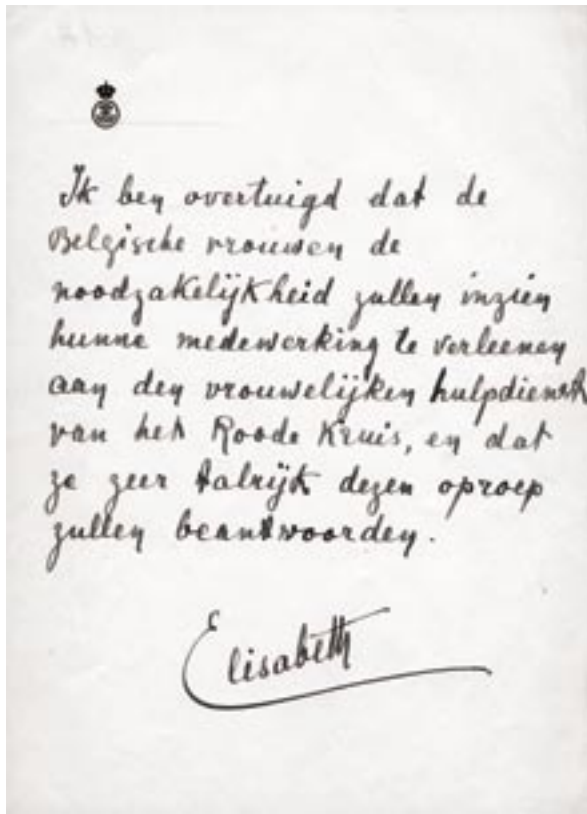 Ik ben overtuigd dat de
Belgische vrouwen de
noodzakelijkheid zullen inzien
hunne medewerking te verleenen
aan den vrouwelijken hulpdienst
van het Roode Kruis, en dat
ze zeer talrijk dezen oproep
zullen beantwoorden.
Elisabeth